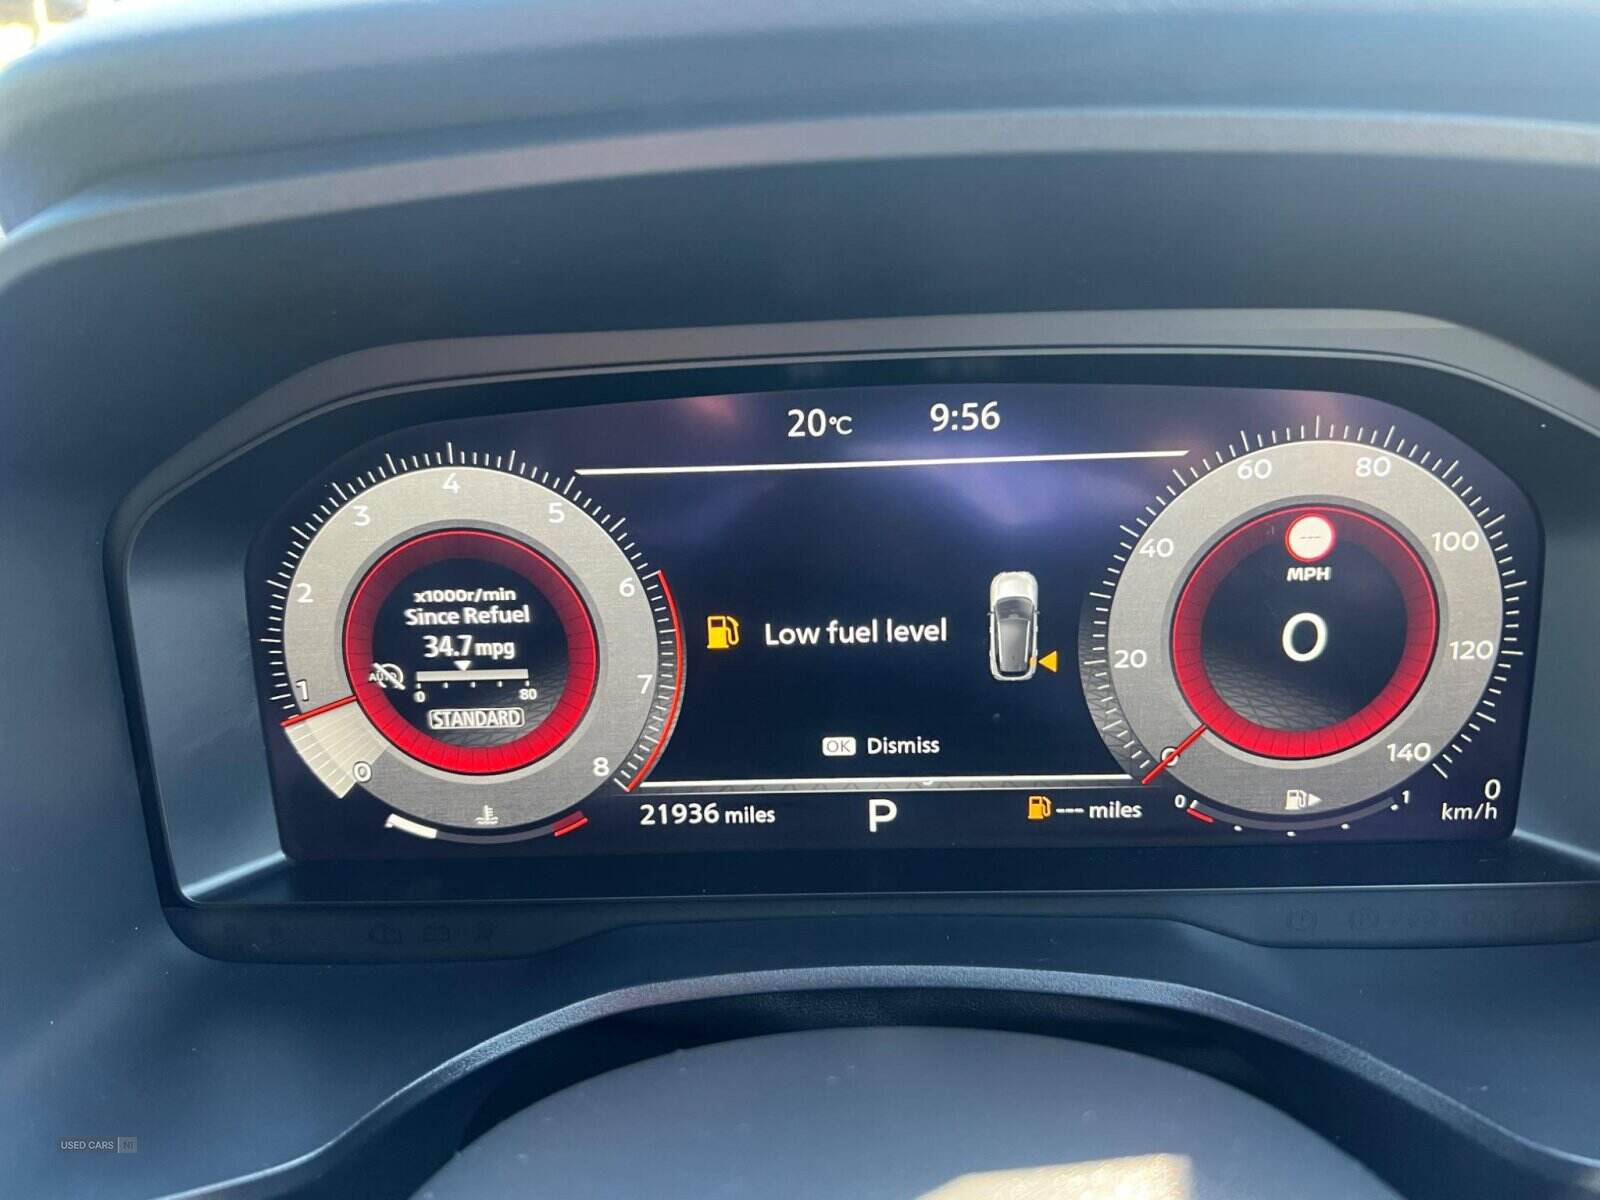 20°C 9:56
4
3 5
2 6
1 7
0 8
x1000r/min
Since Refuel
34.7 mpg
AUTO
0 80
STANDARD
Low fuel level
OK Dismiss
60 80
40 100
20 120
0 140
---
MPH
0
21936 miles P --- miles
0 1
0
km/h
USED CARS NI